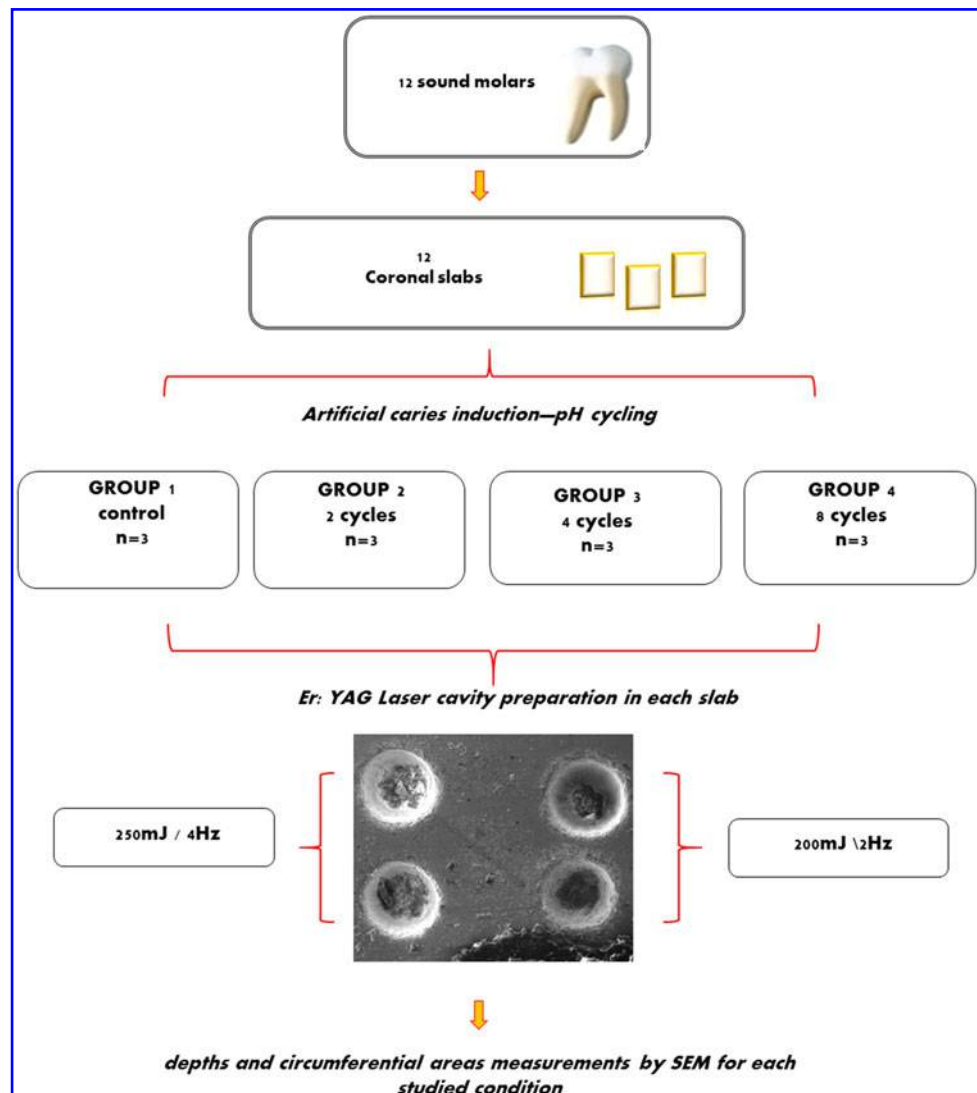 12 sound molars
12
Coronal slabs
Artificial caries induction—pH cycling
GROUP 1
control
n=3
GROUP 2
2 cycles
n=3
GROUP 3
4 cycles
n=3
GROUP 4
8 cycles
n=3
Er: YAG Laser cavity preparation in each slab
250mJ / 4Hz
200mJ \2Hz
depths and circumferential areas measurements by SEM for each
studied condition